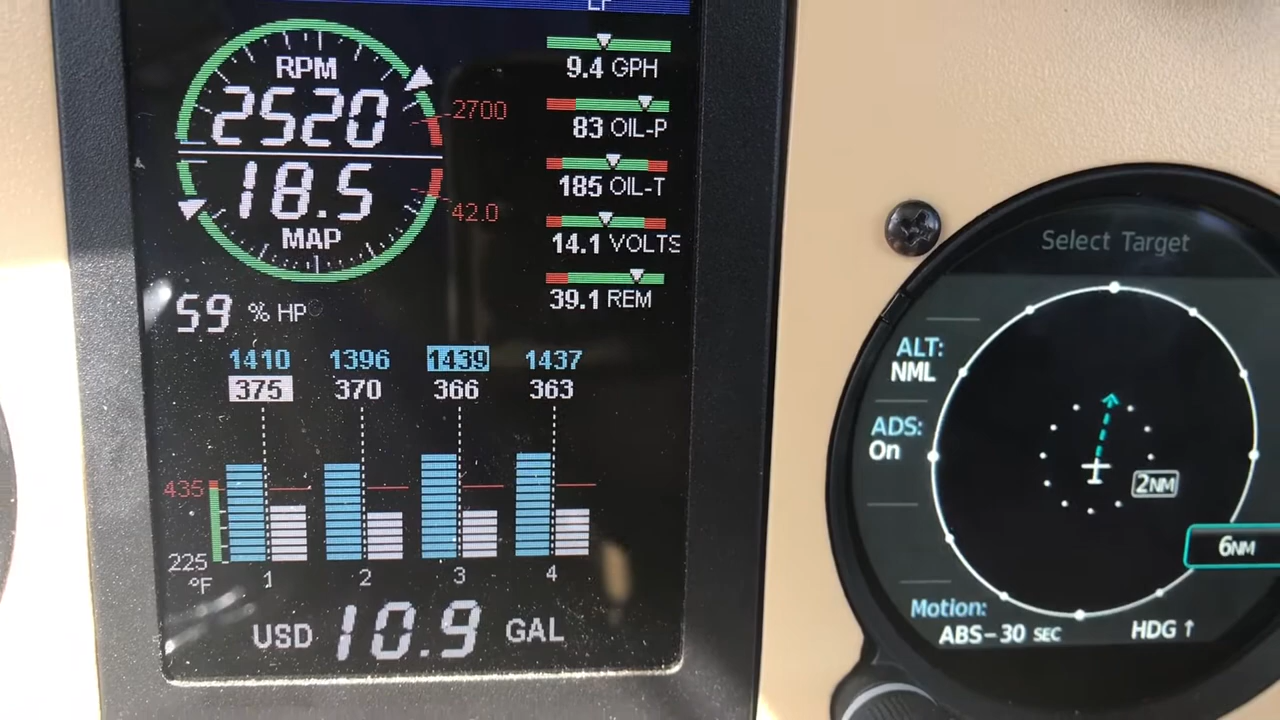 LF
RPM
2520
2700
18.5
42.0
MAP
59 % HP
9.4 GPH
83 OIL-P
185 OIL-T
14.1 VOLTS
39.1 REM
1410 1396 1439 1437
375 370 366 363
435
225
°F
1 2 3 4
USD 10.9 GAL
Select Target
ALT:
NML
ADS:
On
2NM
6NM
Motion:
ABS-30 SEC
HDG ↑